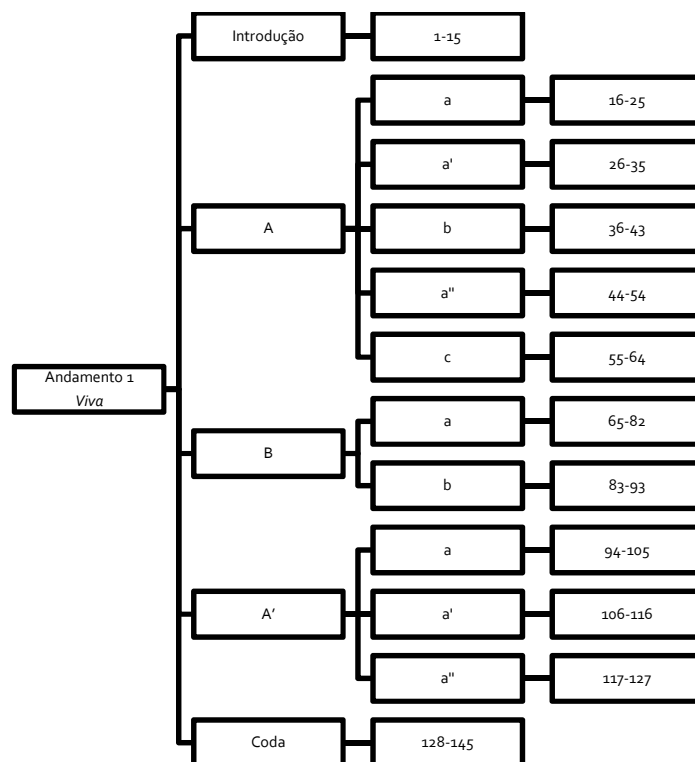 Introdução
1-15
a
16-25
a'
26-35
A
b
36-43
a''
44-54
c
55-64
Andamento 1
Viva
B
a
65-82
b
83-93
A'
a
94-105
a'
106-116
a''
117-127
Coda
128-145